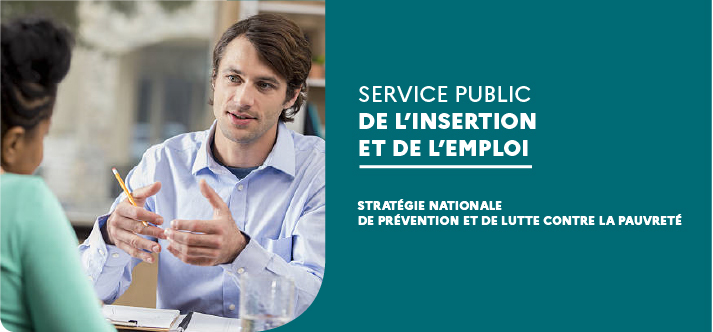 SERVICE PUBLIC
DE L’INSERTION
ET DE L’EMPLOI
STRATÉGIE NATIONALE
DE PRÉVENTION ET DE LUTTE CONTRE LA PAUVRETÉ